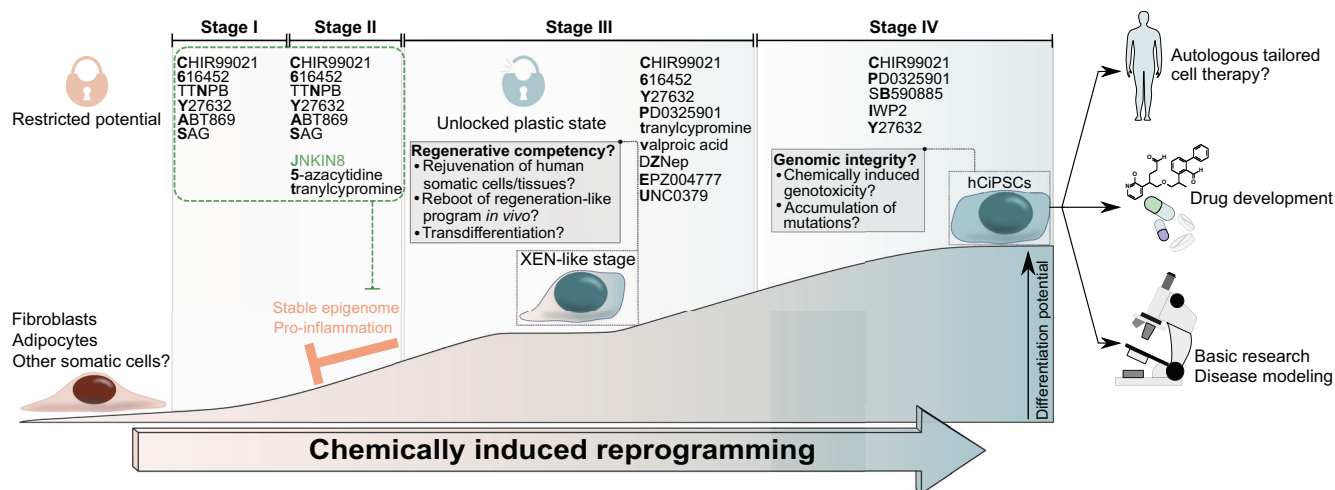 Stage I
Stage II
Stage III
Stage IV
Restricted potential
CHIR99021
616452
TTNPB
Y27632
ABT869
SAG
CHIR99021
616452
TTNPB
Y27632
ABT869
SAG
JNKIN8
5-azacytidine
tranylcypromine
Stable epigenome
Pro-inflammation
Unlocked plastic state
Regenerative competency?
• Rejuvenation of human
somatic cells/tissues?
• Reboot of regeneration-like
program in vivo?
• Transdifferentiation?
XEN-like stage
CHIR99021
616452
Y27632
PD0325901
tranylcypromine
valproic acid
DZNep
EPZ004777
UNC0379
CHIR99021
PD0325901
SB590885
IWP2
Y27632
Genomic integrity?
• Chemically induced
genotoxicity?
• Accumulation of
mutations?
hCiPSCs
Differentiation potential
Autologous tailored
cell therapy?
O
N
H
O
O
O
Drug development
Basic research
Disease modeling
Fibroblasts
Adipocytes
Other somatic cells?
Chemically induced reprogramming